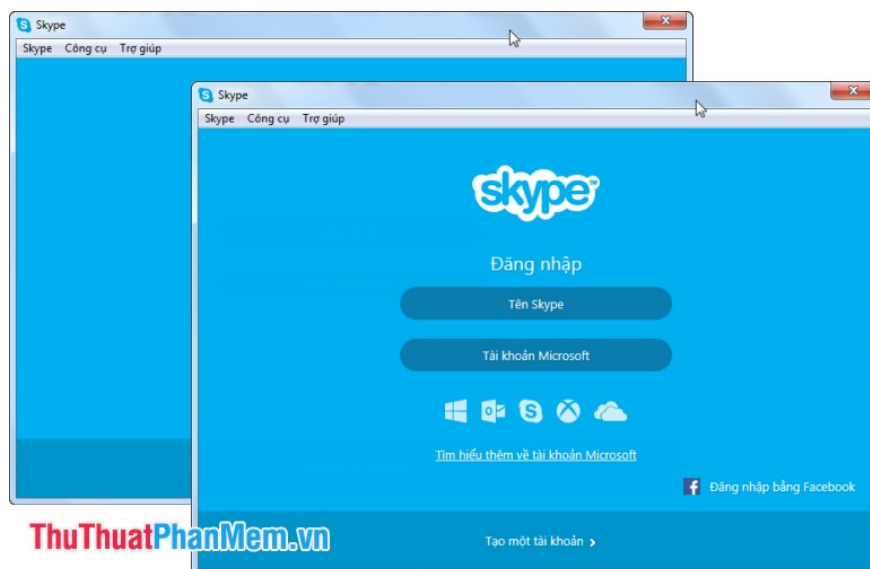 Skype
Skype Công cụ Trợ giúp
Skype
Skype Công cụ Trợ giúp
skype™
Đăng nhập
Tên Skype
Tài khoản Microsoft
Tìm hiểu thêm về tài khoản Microsoft
Đăng nhập bằng Facebook
Tạo một tài khoản
ThuThuatPhanMem.vn